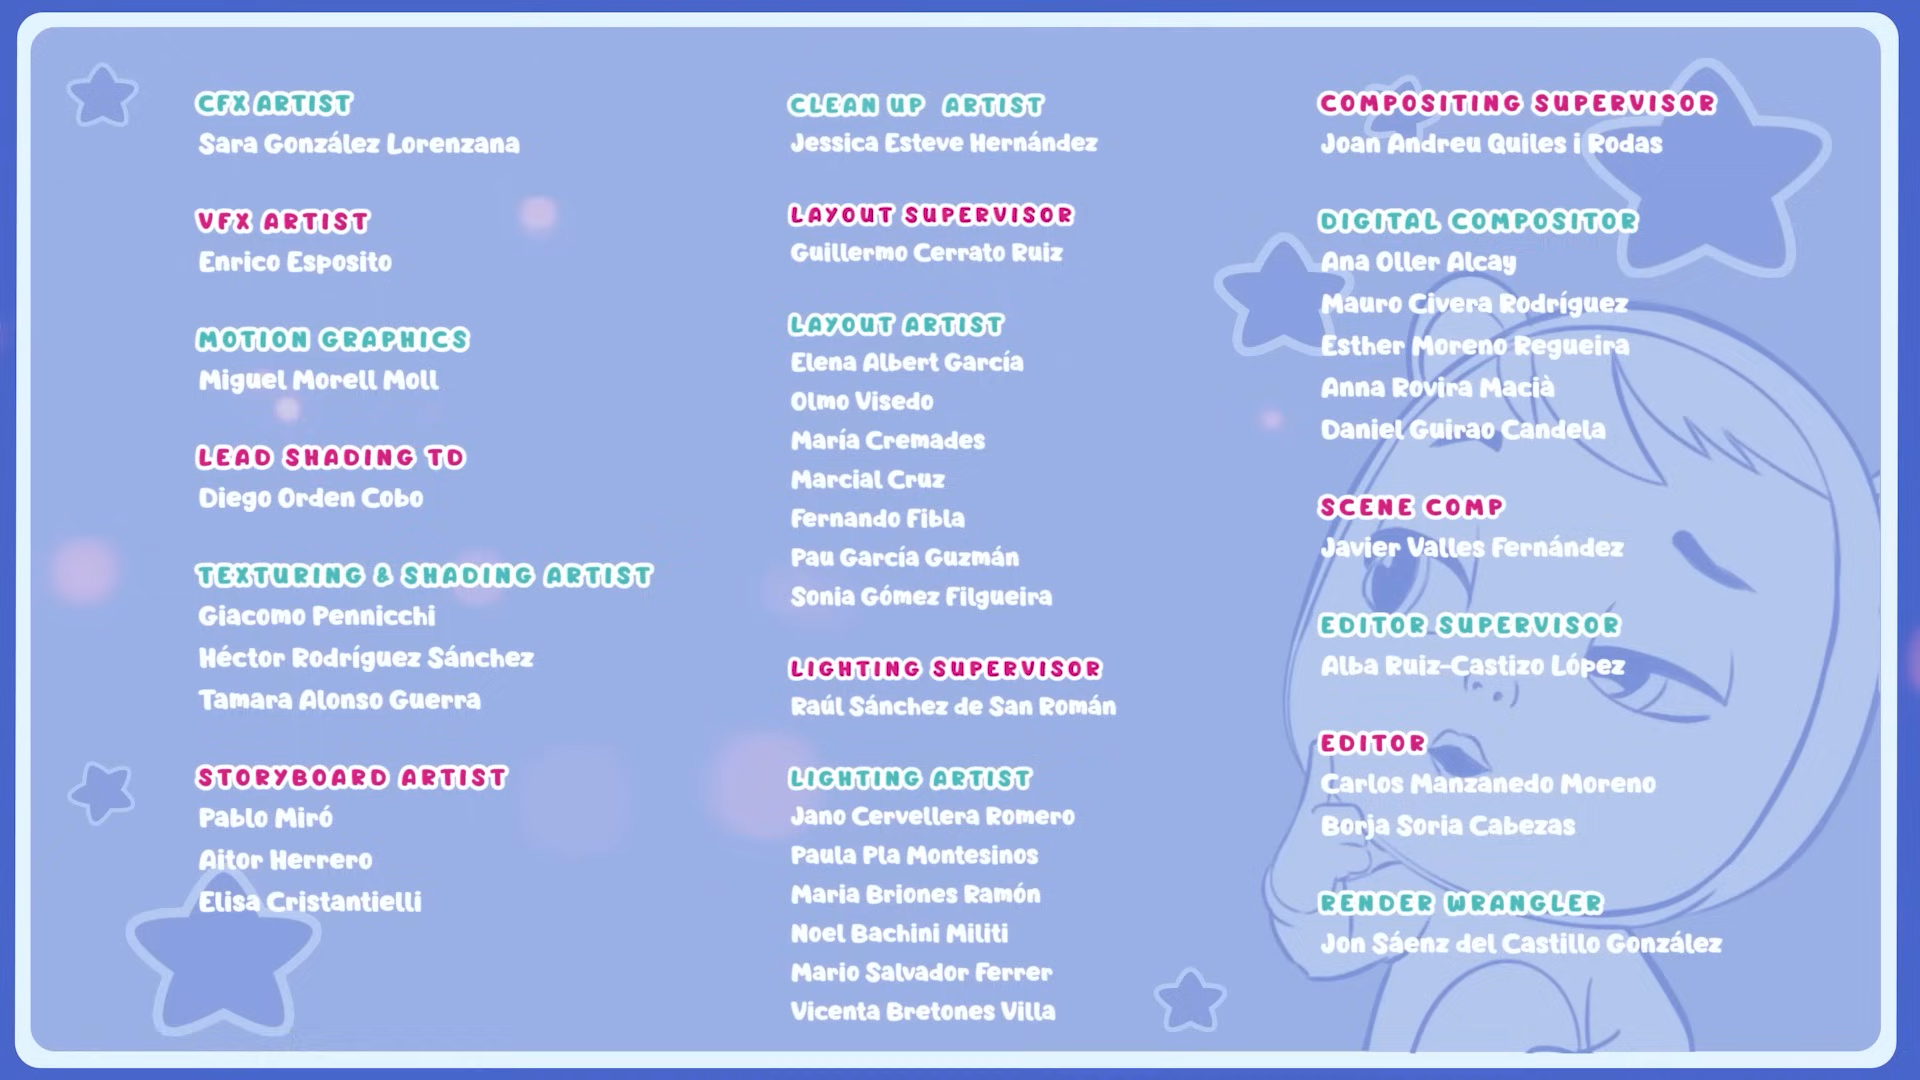 CFX ARTIST
Sara González Lorenzana
VFX ARTIST
Enrico Esposito
MOTION GRAPHICS
Miguel Morell Moll
LEAD SHADING TD
Diego Orden Cobo
TEXTURING & SHADING ARTIST
Giacomo Pennicchi
Héctor Rodríguez Sánchez
Tamara Alonso Guerra
STORYBOARD ARTIST
Pablo Miró
Aitor Herrero
Elisa Cristantielli
CLEAN UP ARTIST
Jessica Esteve Hernández
LAYOUT SUPERVISOR
Guillermo Cerrato Ruiz
LAYOUT ARTIST
Elena Albert García
Olmo Visedo
María Cremades
Marcial Cruz
Fernando Fibla
Pau García Guzmán
Sonia Gómez Filgueira
LIGHTING SUPERVISOR
Raúl Sánchez de San Román
LIGHTING ARTIST
Jano Cervellera Romero
Paula Pla Montesinos
Maria Briones Ramón
Noel Bachini Militi
Mario Salvador Ferrer
Vicenta Bretones Villa
COMPOSITING SUPERVISOR
Joan Andreu Quiles i Rodas
DIGITAL COMPOSITOR
Ana Oller Alcay
Mauro Civera Rodríguez
Esther Moreno Regueira
Anna Rovira Macià
Daniel Guirao Candela
SCENE COMP
Javier Valles Fernández
EDITOR SUPERVISOR
Alba Ruiz-Castizo López
EDITOR
Carlos Manzanedo Moreno
Borja Soria Cabezas
RENDER WRANGLER
Jon Sáenz del Castillo González